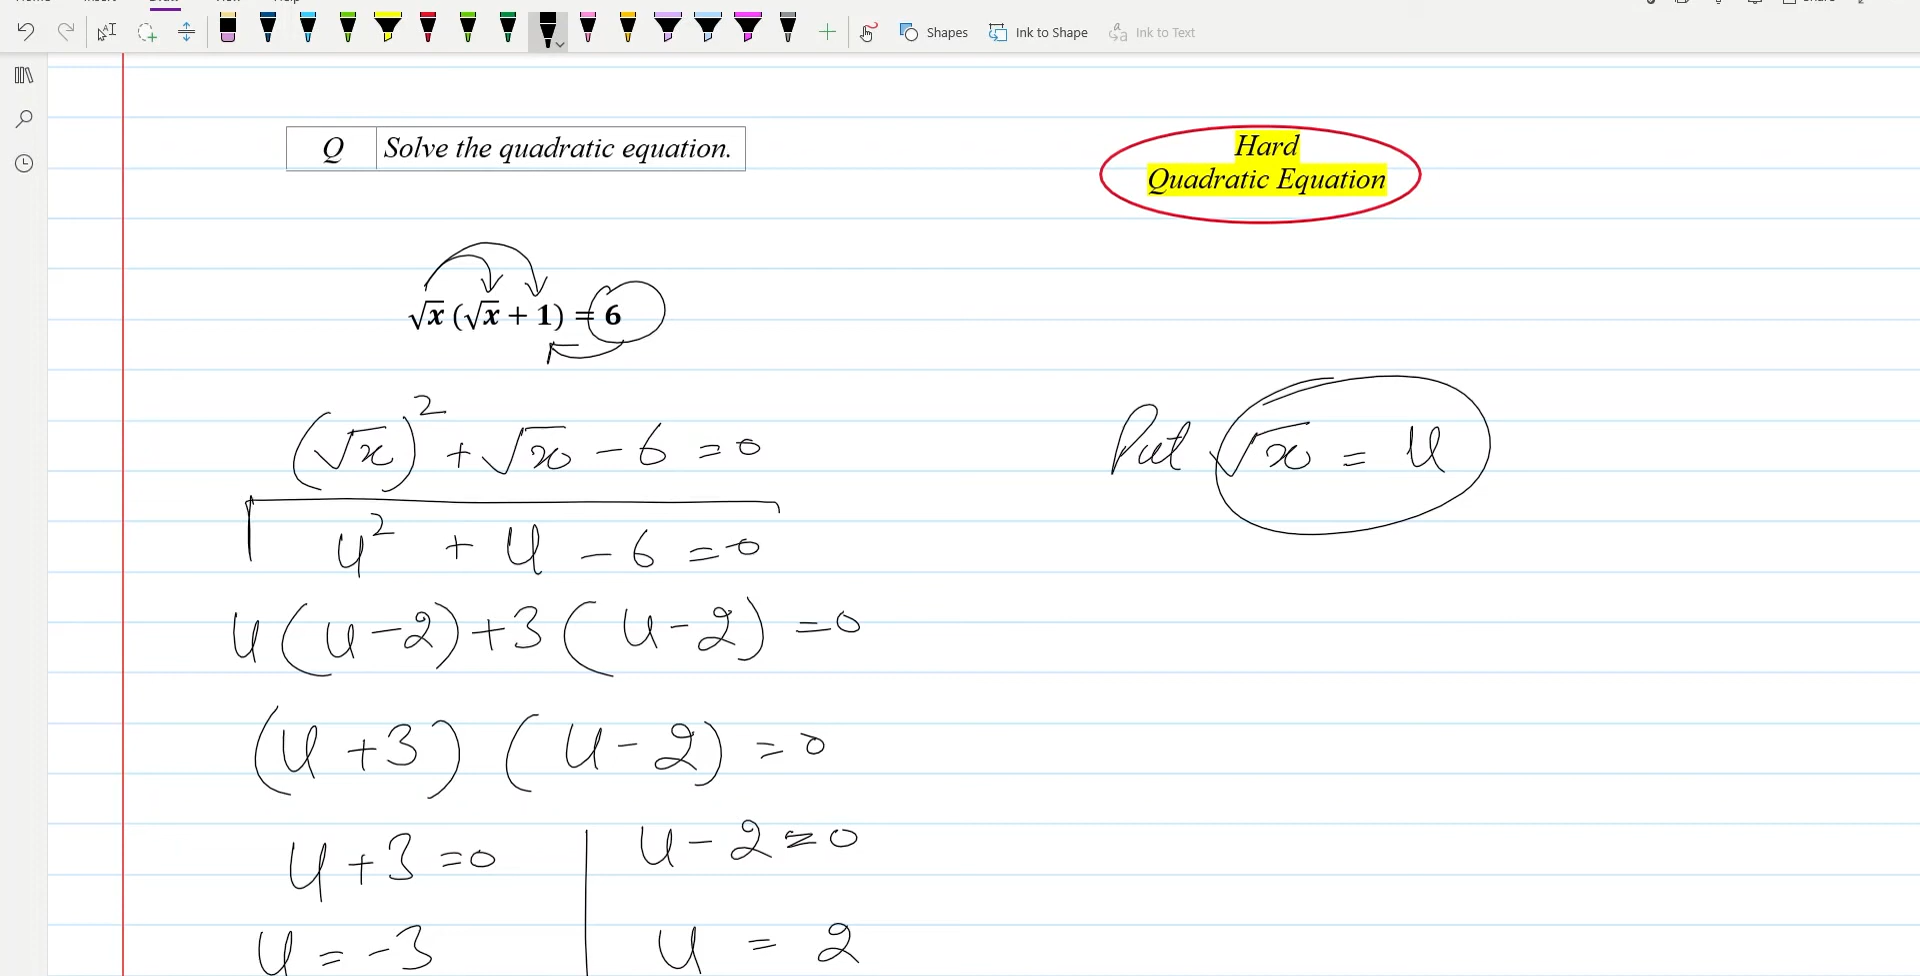 Shapes Ink to Shape Ink to Text
Q Solve the quadratic equation.
Hard
Quadratic Equation
√x (√x + 1) = 6
(√x)² + √x - 6 = 0
Put √x = u
u² + u - 6 = 0
u(u-2)+3(u-2) = 0
(u+3)(u-2) = 0
u+3=0
u-2=0
u = -3
u = 2